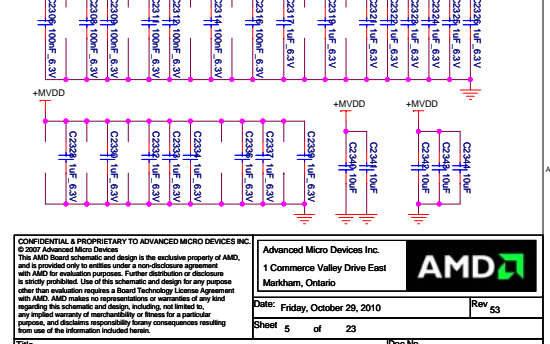 C2306 100nF_6.3V
C2308 100nF_6.3V
C2309 100nF_6.3V
C2311 100nF_6.3V
C2312 100nF_6.3V
C2314 100nF_6.3V
C2316 100nF_6.3V
C2317 1uF_6.3V
C2319 1uF_6.3V
C2321 1uF_6.3V
C2322 1uF_6.3V
C2323 1uF_6.3V
C2324 1uF_6.3V
C2325 1uF_6.3V
C2326 1uF_6.3V
+MVDD
+MVDD
+MVDD
C2328 1uF_6.3V
C2330 1uF_6.3V
C2332 1uF_6.3V
C2333 1uF_6.3V
C2334 1uF_6.3V
C2336 1uF_6.3V
C2337 1uF_6.3V
C2339 1uF_6.3V
C2340 10uF
C2341 10uF
C2342 10uF
C2343 10uF
C2344 10uF
A
CONFIDENTIAL & PROPRIETARY TO ADVANCED MICRO DEVICES INC.
© 2007 Advanced Micro Devices
This AMD Board schematic and design is the exclusive property of AMD,
and is provided only to entities under a non-disclosure agreement
with AMD for evaluation purposes. Further distribution or disclosure
is strictly prohibited. Use of this schematic and design for any purpose
other than evaluation requires a Board Technology License Agreement
with AMD. AMD makes no representations or warranties of any kind
regarding this schematic and design, including, not limited to,
any implied warranty of merchantibility or fitness for a particular
purpose, and disclaims responsibility forany consequences resulting
from use of the information included herein.
Advanced Micro Devices Inc.
1 Commerce Valley Drive East
Markham, Ontario
AMD
Date: Friday, October 29, 2010
Rev 53
Sheet 5 of 23
Title
Doc No